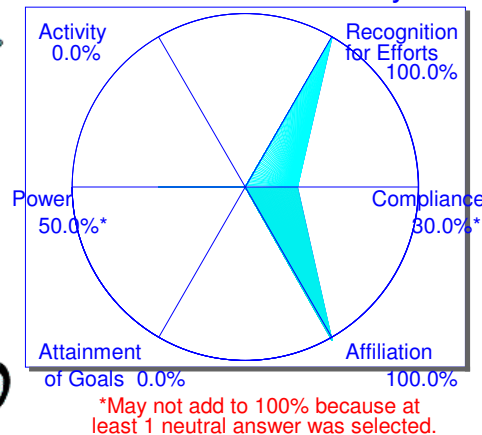 Activity
0.0%
Recognition
for Efforts
100.0%
Power
50.0%*
Compliance
30.0%*
Attainment
of Goals 0.0%
Affiliation
100.0%
*May not add to 100% because at
least 1 neutral answer was selected.